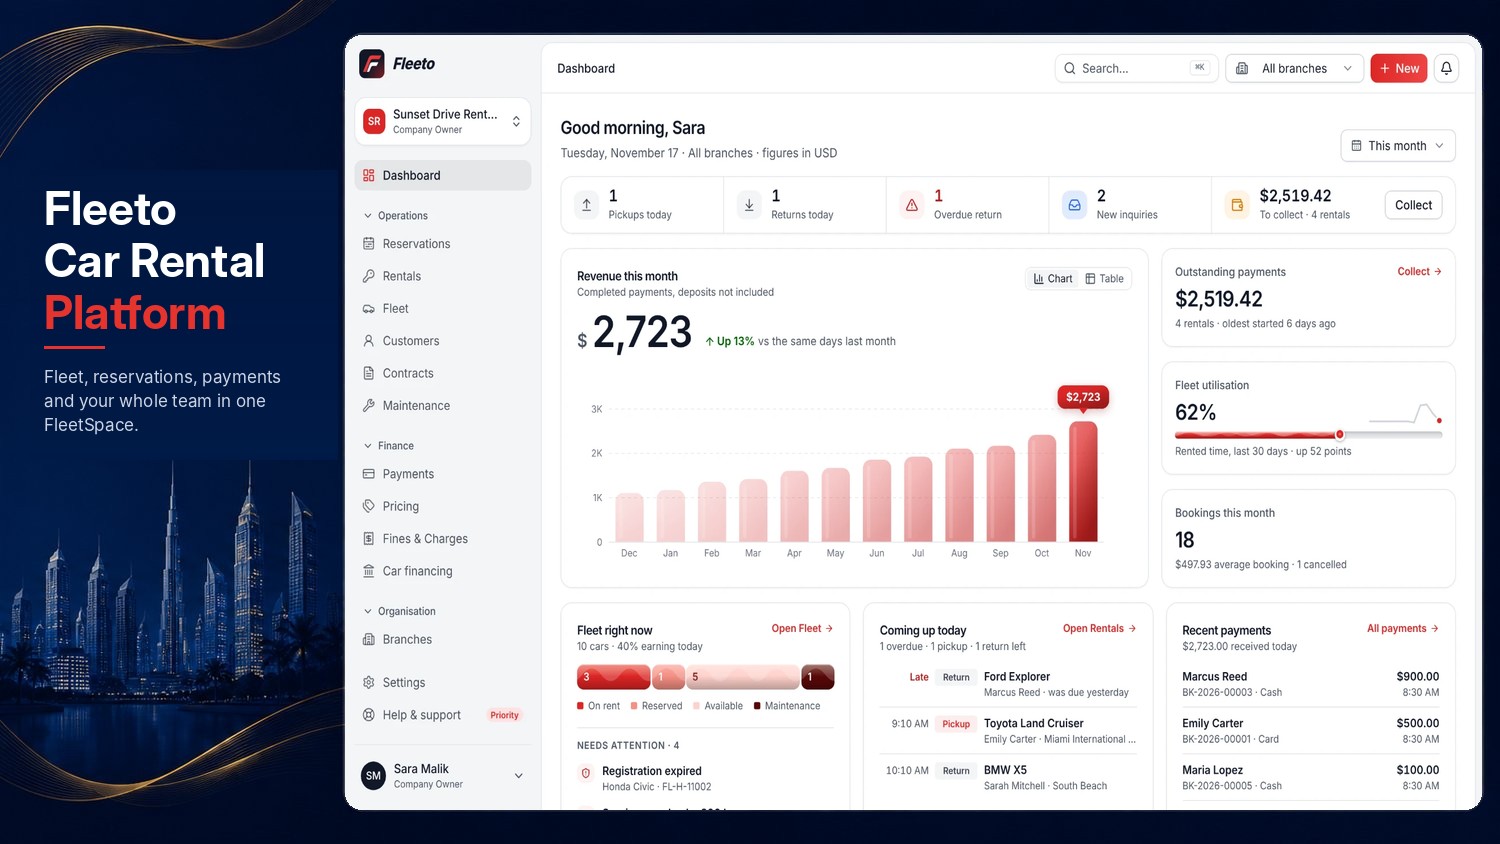 Fleeto
Car Rental
Platform
Fleet, reservations, payments
and your whole team in one
FleetSpace.
Fleeto
SR
Sunset Drive Rent...
Company Owner
Dashboard
Operations
Reservations
Rentals
Fleet
Customers
Contracts
Maintenance
Finance
Payments
Pricing
Fines & Charges
Car financing
Organisation
Branches
Settings
Help & support
Priority
SM
Sara Malik
Company Owner
Dashboard
Search...
⌘K
All branches
+ New
Good morning, Sara
Tuesday, November 17 · All branches · figures in USD
This month
1
Pickups today
1
Returns today
1
Overdue return
2
New inquiries
$2,519.42
To collect · 4 rentals
Collect
Revenue this month
Completed payments, deposits not included
Chart
Table
$ 2,723
↑ Up 13% vs the same days last month
$2,723
3K
2K
1K
0
Dec Jan Feb Mar Apr May Jun Jul Aug Sep Oct Nov
Outstanding payments
Collect →
$2,519.42
4 rentals · oldest started 6 days ago
Fleet utilisation
62%
Rented time, last 30 days · up 52 points
Bookings this month
18
$497.93 average booking · 1 cancelled
Fleet right now
Open Fleet →
10 cars · 40% earning today
3 1 5 1
On rent Reserved Available Maintenance
NEEDS ATTENTION · 4
Registration expired
Honda Civic · FL-H-11002
Coming up today
Open Rentals →
1 overdue · 1 pickup · 1 return left
Late Return Ford Explorer
Marcus Reed · was due yesterday
9:10 AM Pickup Toyota Land Cruiser
Emily Carter · Miami International ...
10:10 AM Return BMW X5
Sarah Mitchell · South Beach
Recent payments
All payments →
$2,723.00 received today
Marcus Reed $900.00
BK-2026-00003 · Cash 8:30 AM
Emily Carter $500.00
BK-2026-00001 · Card 8:30 AM
Maria Lopez $100.00
BK-2026-00005 · Cash 8:30 AM